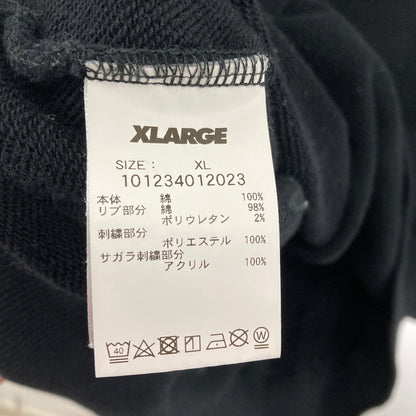 XLARGE
SIZE : XL
101234012023
本体 綿 100%
リブ部分 綿 98%
ポリウレタン 2%
刺繍部分
ポリエステル 100%
サガラ刺繍部分
アクリル 100%
40 W